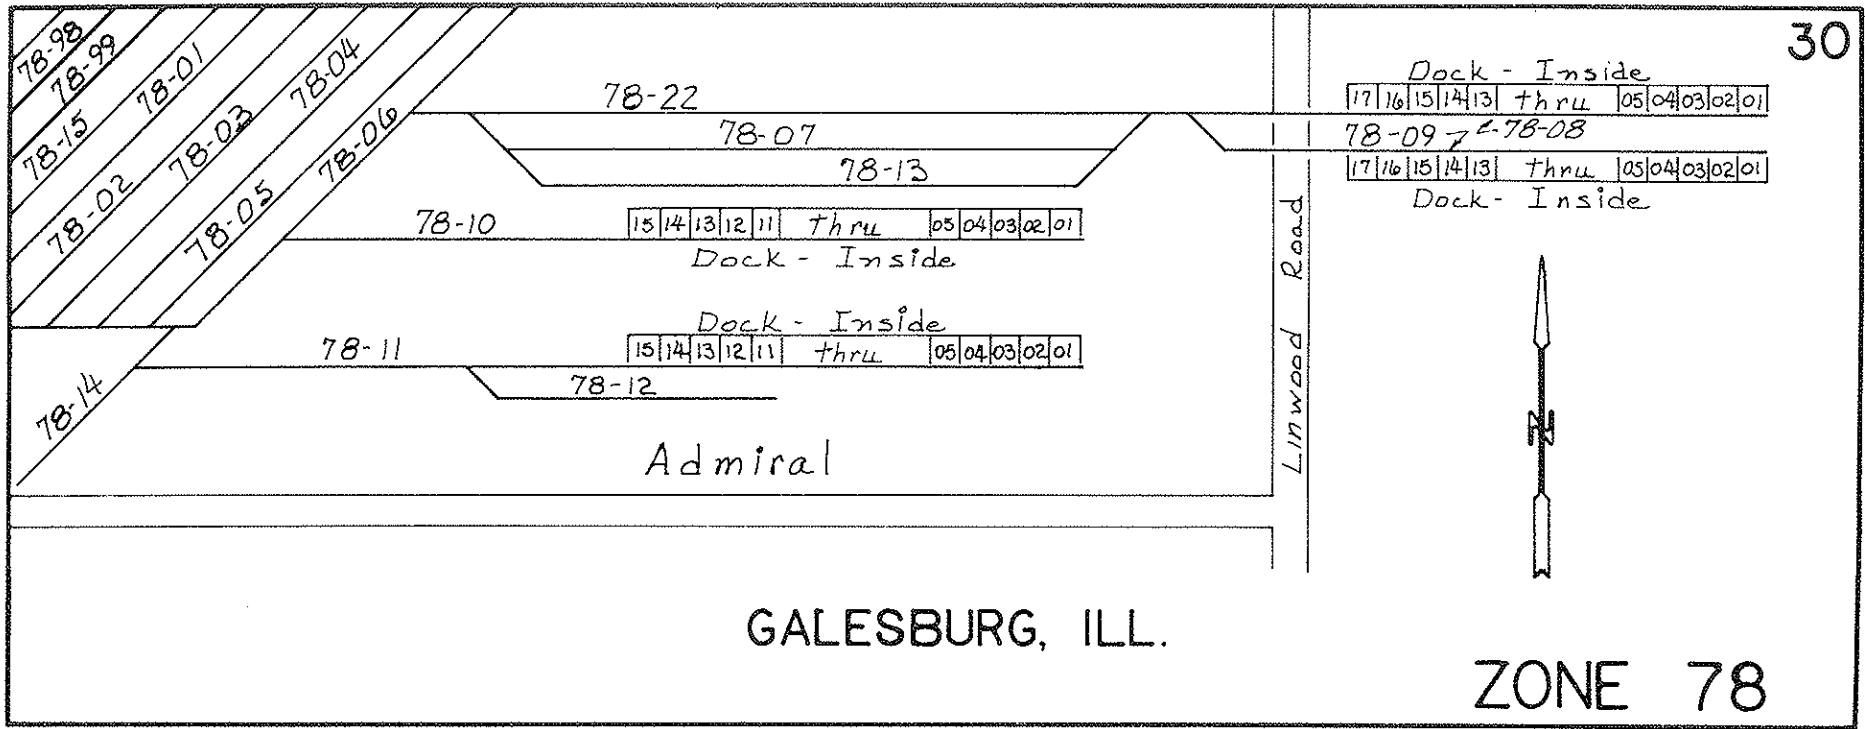 30
78-98
78-99
78-15
78-01
78-02
78-03
78-04
78-05
78-06
78-22
78-07
78-13
Dock - Inside
17 16 15 14 13 thru 05 04 03 02 01
78-09 78-08
17 16 15 14 13 thru 05 04 03 02 01
Dock - Inside
78-10
15 14 13 12 11 thru 05 04 03 02 01
Dock - Inside
Dock - Inside
78-11
15 14 13 12 11 thru 05 04 03 02 01
78-12
78-14
Admiral
Linwood Road
N
GALESBURG, ILL.
ZONE 78